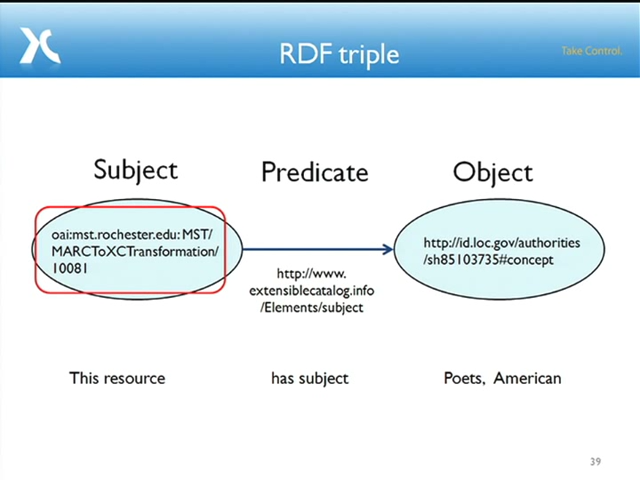 RDF triple
Take Control.
Subject
Predicate
Object
oai:mst.rochester.edu: MST/
MARCToXCTransformation/
10081
http://www.
extensiblecatalog.info
/Elements/subject
http://id.loc.gov/authorities
/sh85103735#concept
This resource
has subject
Poets, American
39